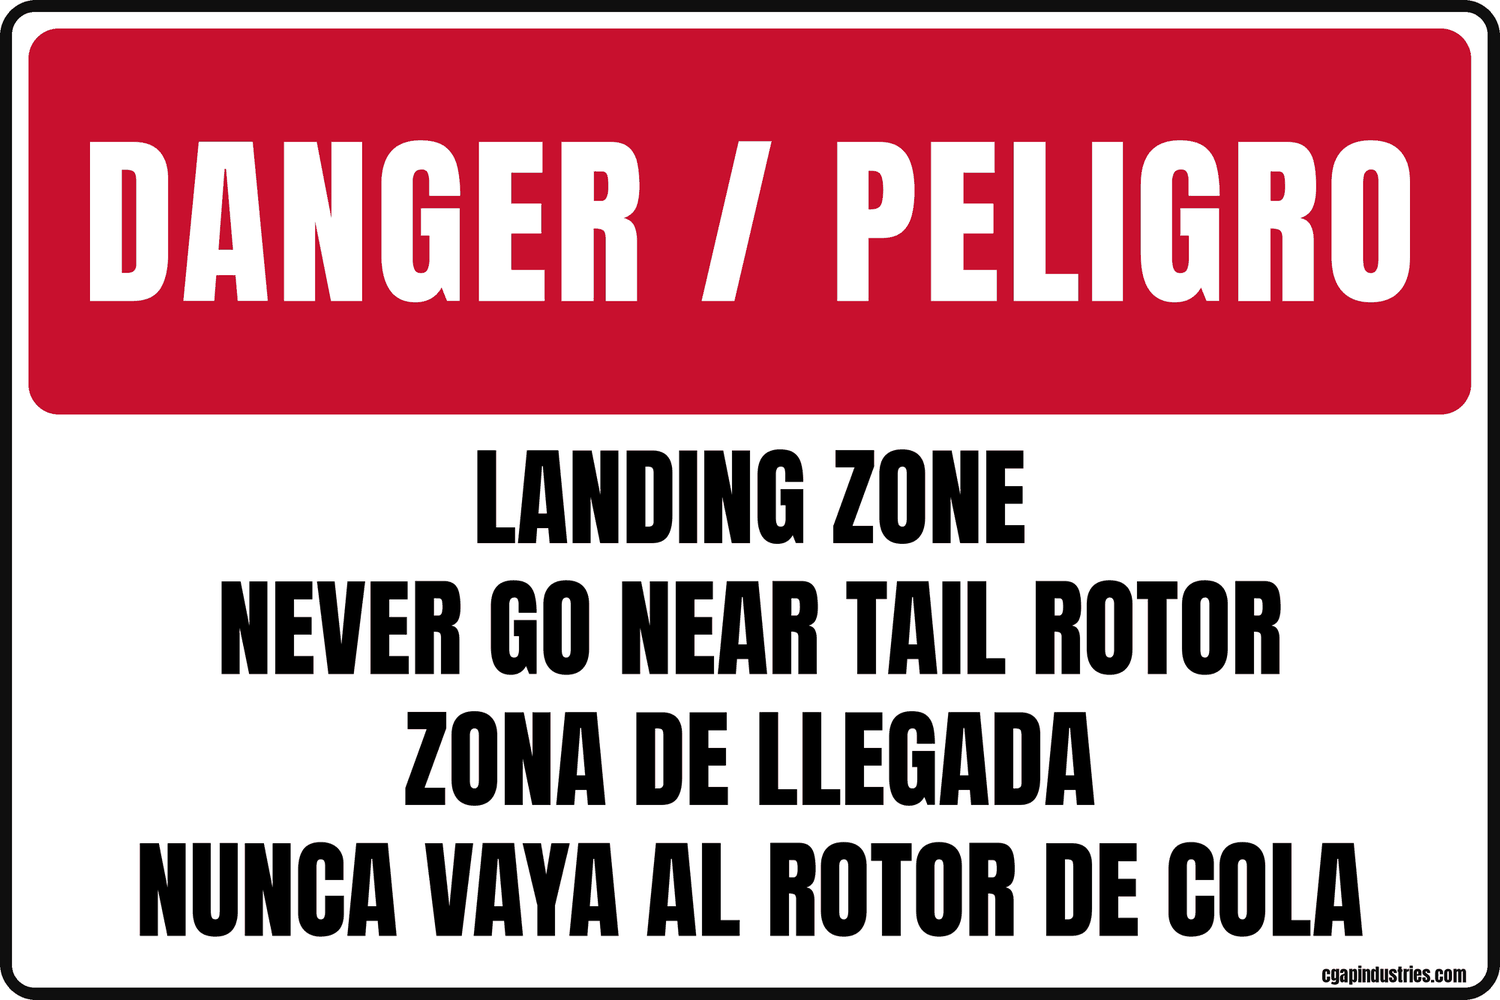 DANGER / PELIGRO
LANDING ZONE
NEVER GO NEAR TAIL ROTOR
ZONA DE LLEGADA
NUNCA VAYA AL ROTOR DE COLA
cgapindustries.com